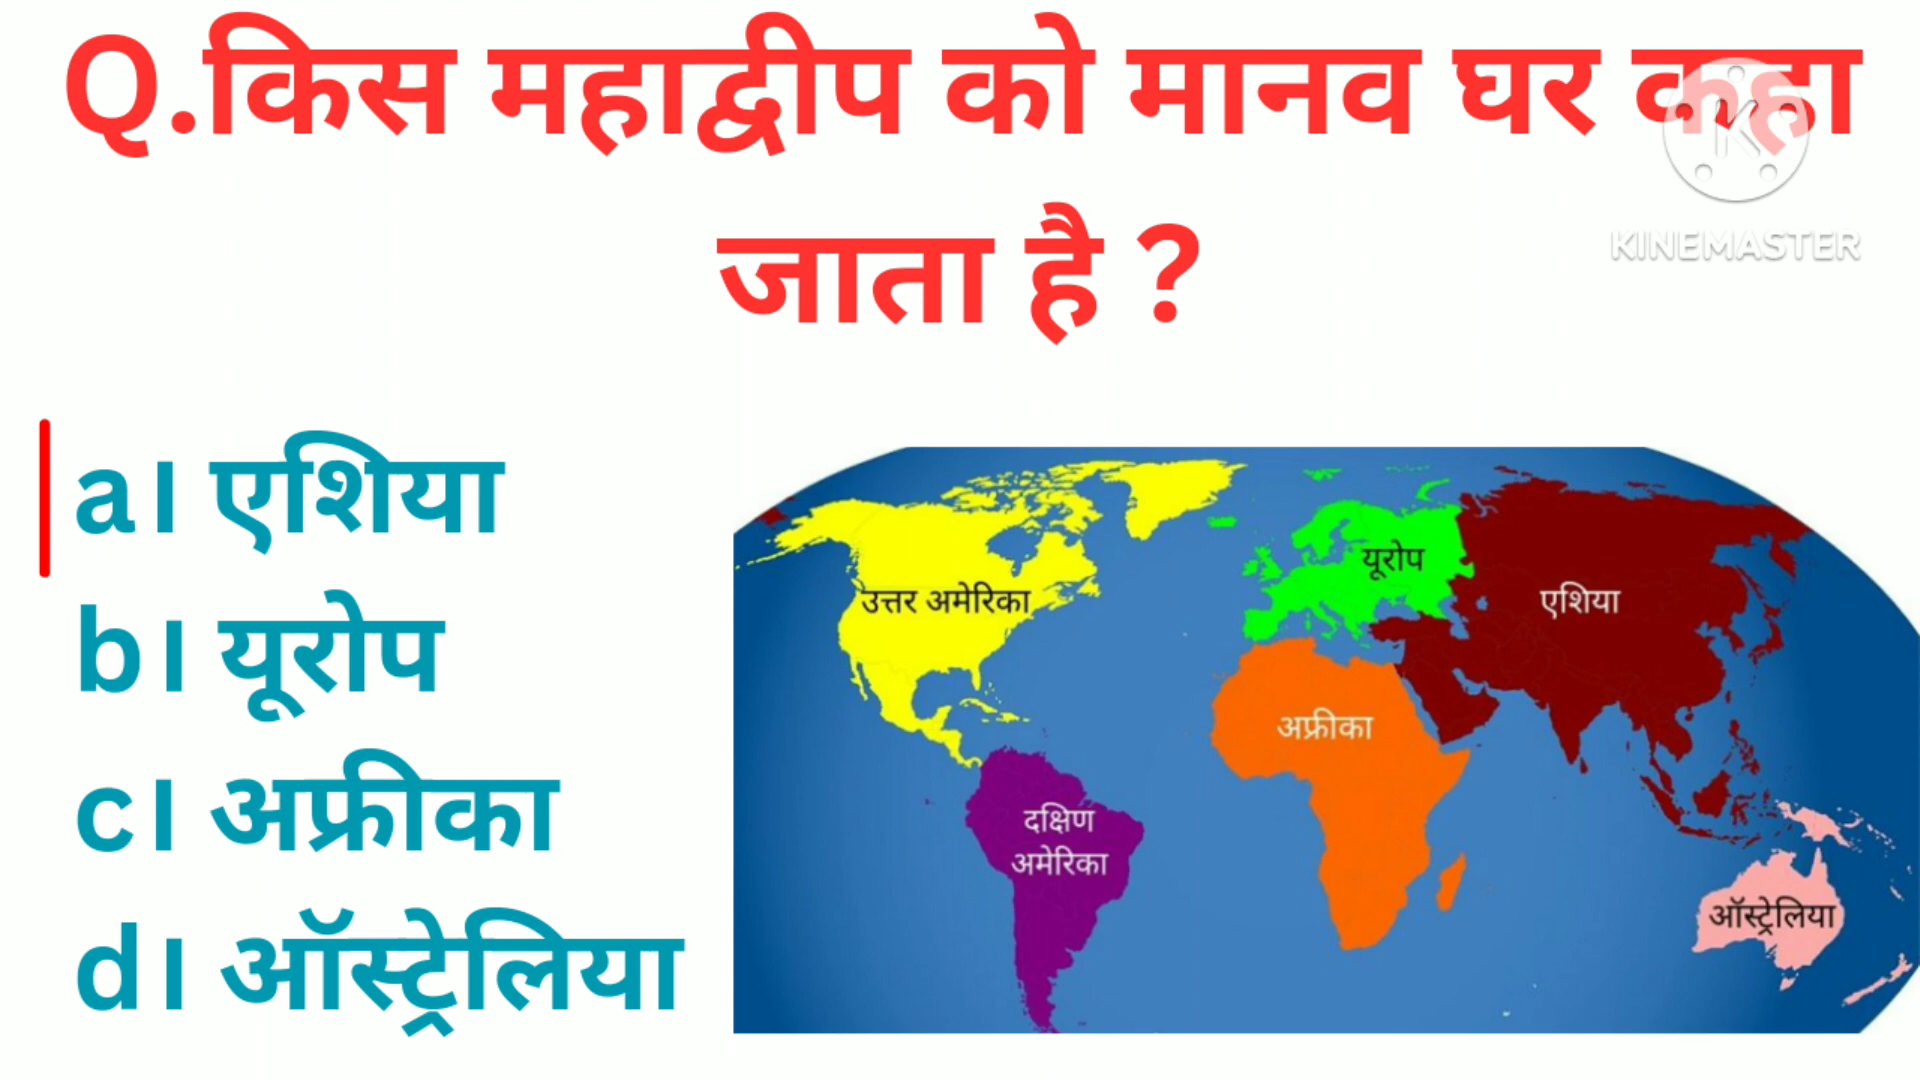 Q.किस महाद्वीप को मानव घर कहा
जाता है ?
KINEMASTER
a। एशिया
b। यूरोप
c। अफ्रीका
d। ऑस्ट्रेलिया
उत्तर अमेरिका
यूरोप
एशिया
अफ्रीका
दक्षिण
अमेरिका
ऑस्ट्रेलिया